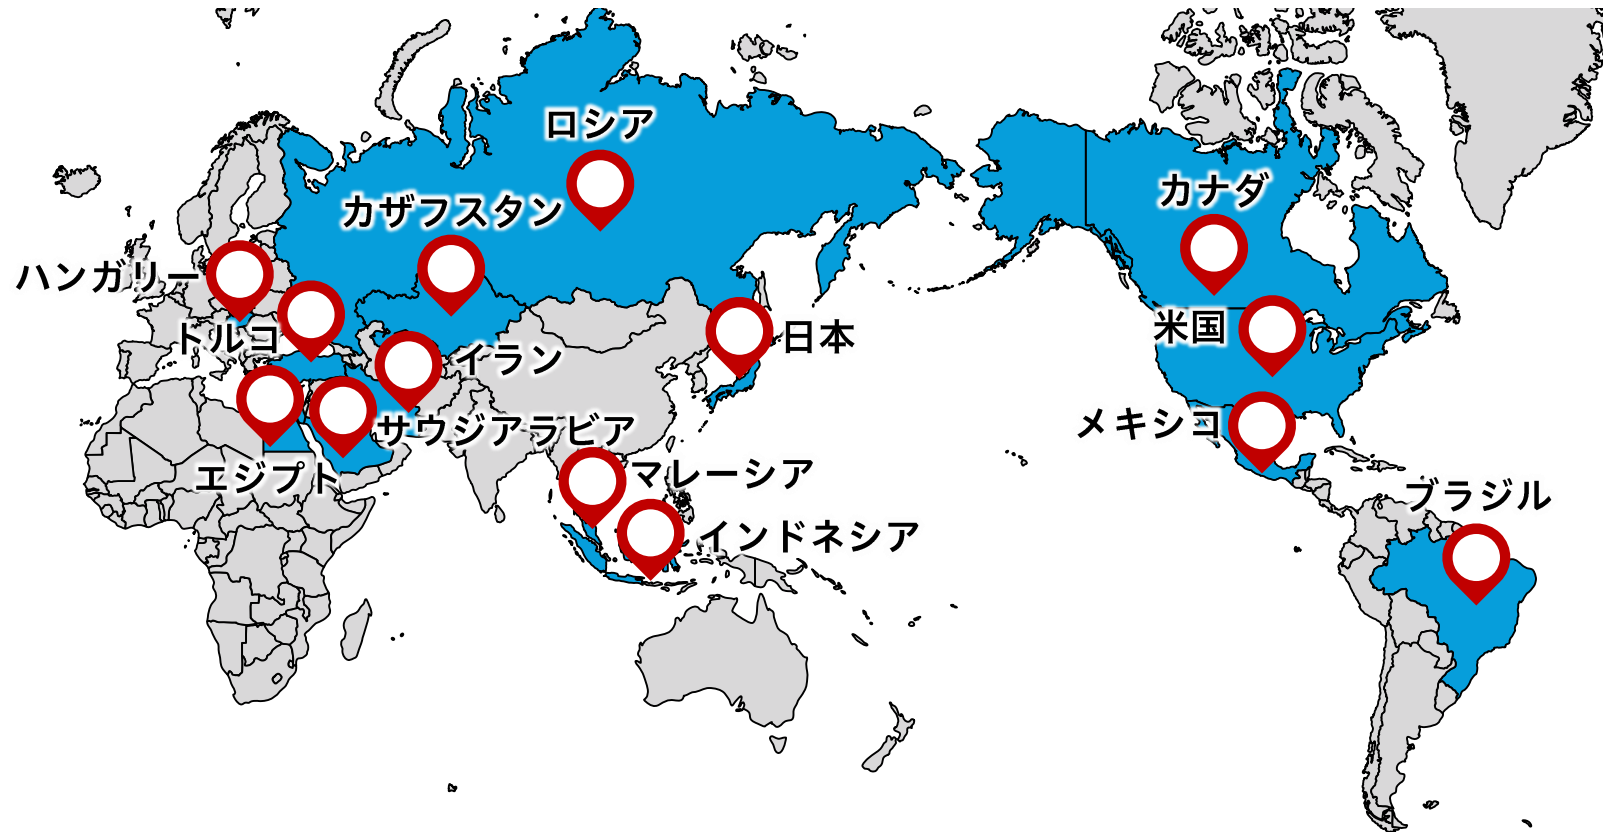 ロシア
カナダ
カザフスタン
ハンガリー
トルコ
イラン
日本
米国
メキシコ
サウジアラビア
エジプト
マレーシア
ブラジル
インドネシア